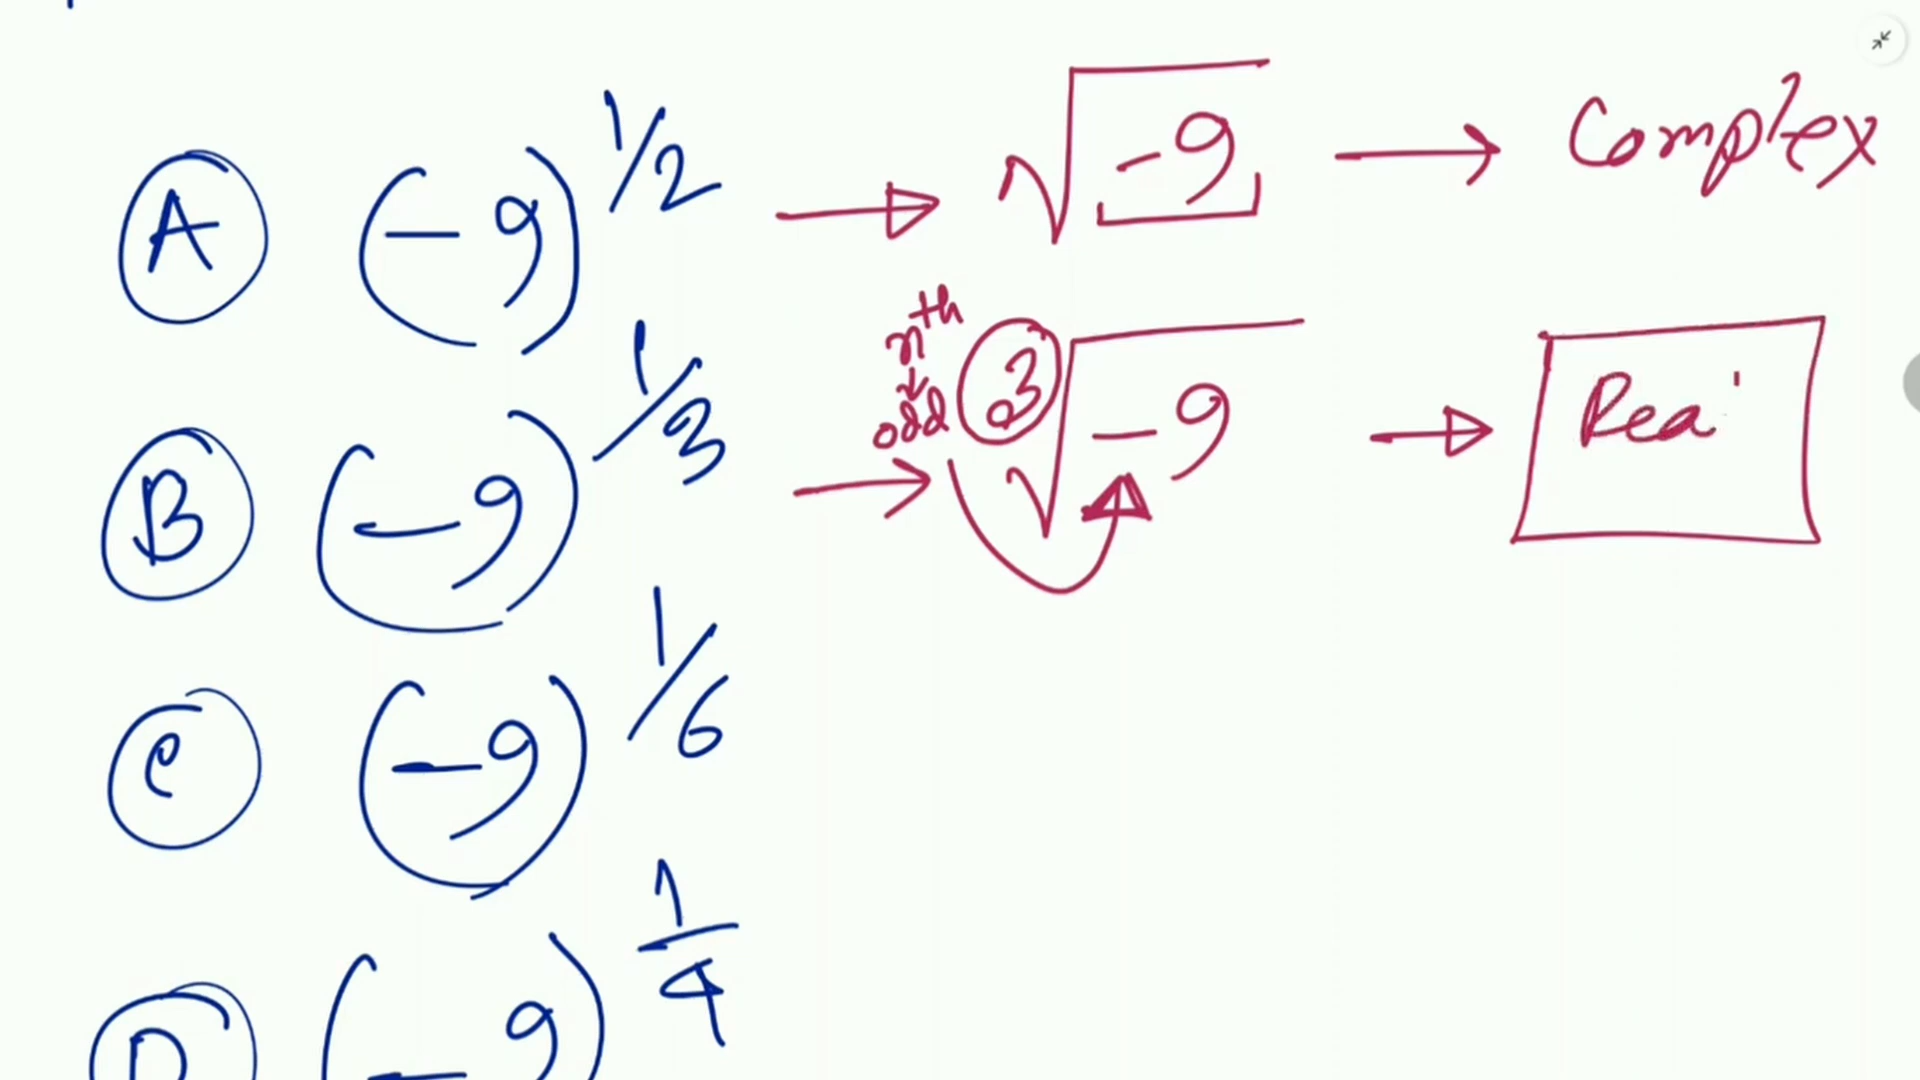 A (-9)^1/2 → √-9 → Complex
B (-9)^1/3 → nth odd 3√-9 → Rea
C (-9)^1/6
D (-9)^1/4